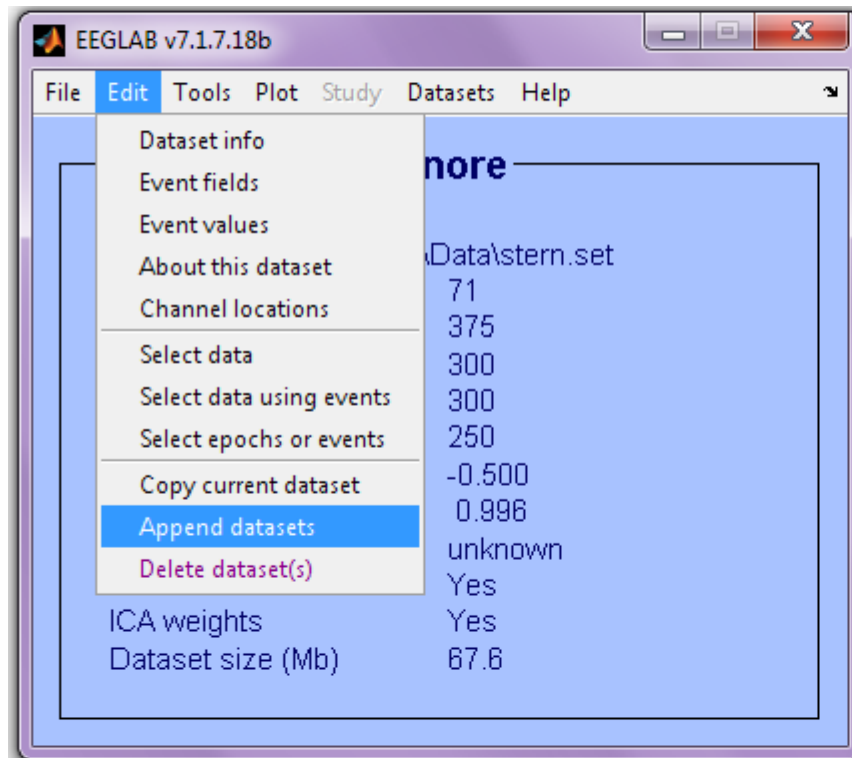 EEGLAB v7.1.7.18b
File Edit Tools Plot Study Datasets Help
Dataset info
Event fields
Event values
About this dataset
Channel locations
Select data
Select data using events
Select epochs or events
Copy current dataset
Append datasets
Delete dataset(s)
nore
\Data\stern.set
71
375
300
300
250
-0.500
0.996
unknown
Yes
ICA weights Yes
Dataset size (Mb) 67.6